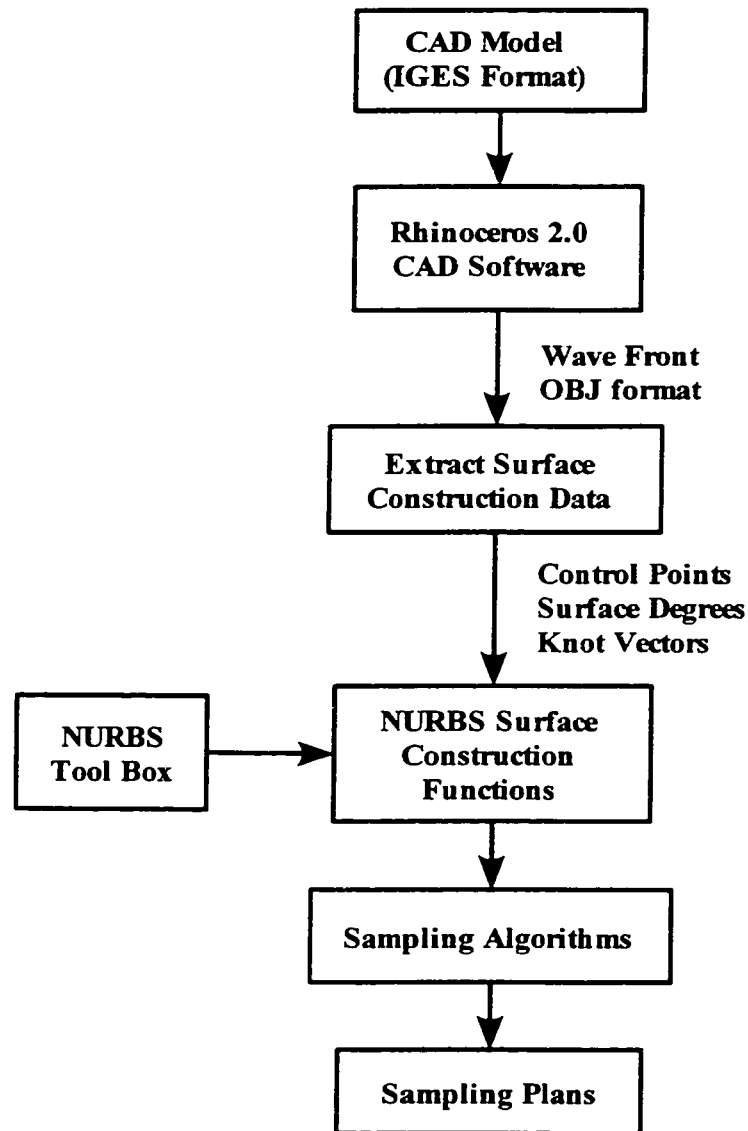 CAD Model
(IGES Format)
Rhinoceros 2.0
CAD Software
Wave Front
OBJ format
Extract Surface
Construction Data
Control Points
Surface Degrees
Knot Vectors
NURBS
Tool Box
NURBS Surface
Construction
Functions
Sampling Algorithms
Sampling Plans